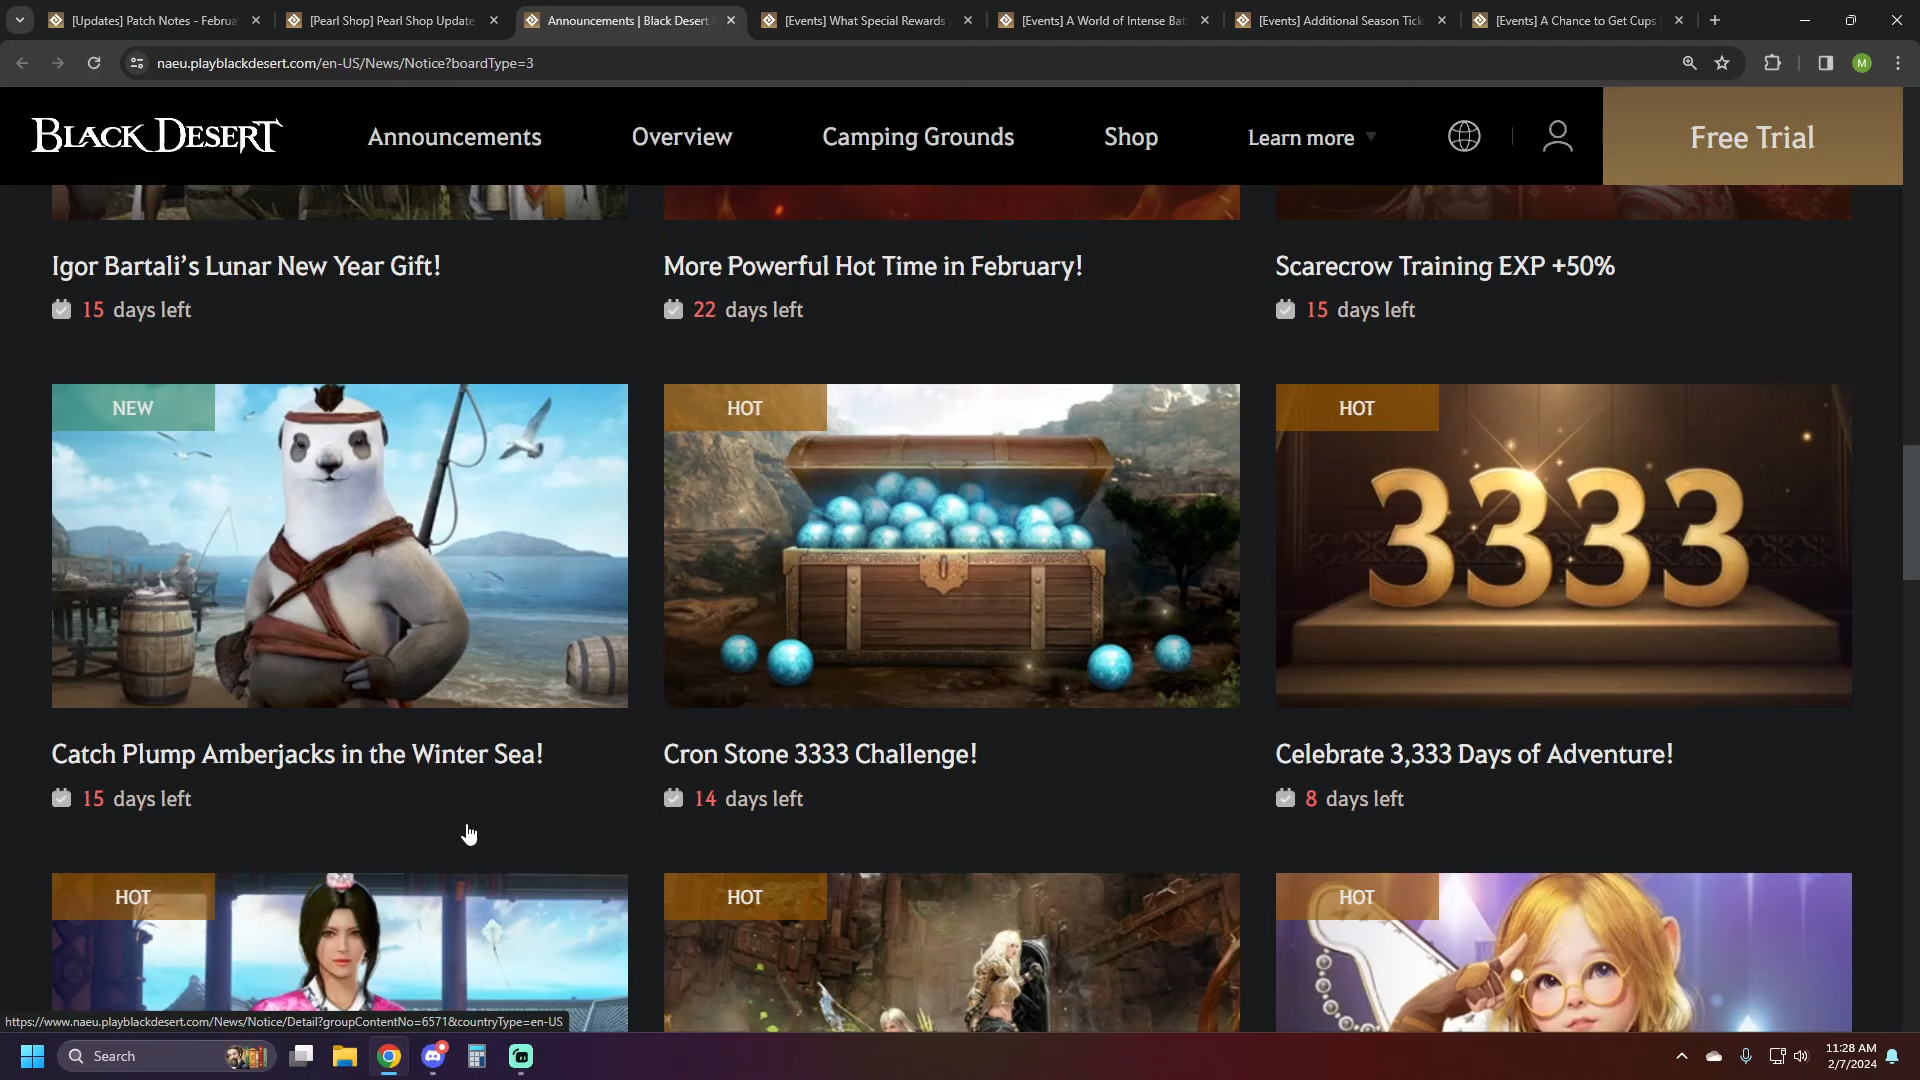 [Updates] Patch Notes - Februa
[Pearl Shop] Pearl Shop Update
Announcements | Black Desert
[Events] What Special Rewards
[Events] A World of Intense Bat
[Events] Additional Season Tick
[Events] A Chance to Get Cups
naeu.playblackdesert.com/en-US/News/Notice?boardType=3
M
BLACK DESERT
Announcements
Overview
Camping Grounds
Shop
Learn more
Free Trial
Igor Bartali’s Lunar New Year Gift!
15 days left
More Powerful Hot Time in February!
22 days left
Scarecrow Training EXP +50%
15 days left
NEW
HOT
HOT
3333
Catch Plump Amberjacks in the Winter Sea!
15 days left
Cron Stone 3333 Challenge!
14 days left
Celebrate 3,333 Days of Adventure!
8 days left
HOT
HOT
HOT
https://www.naeu.playblackdesert.com/News/Notice/Detail?groupContentNo=6571&countryType=en-US
Search
11:28 AM
2/7/2024